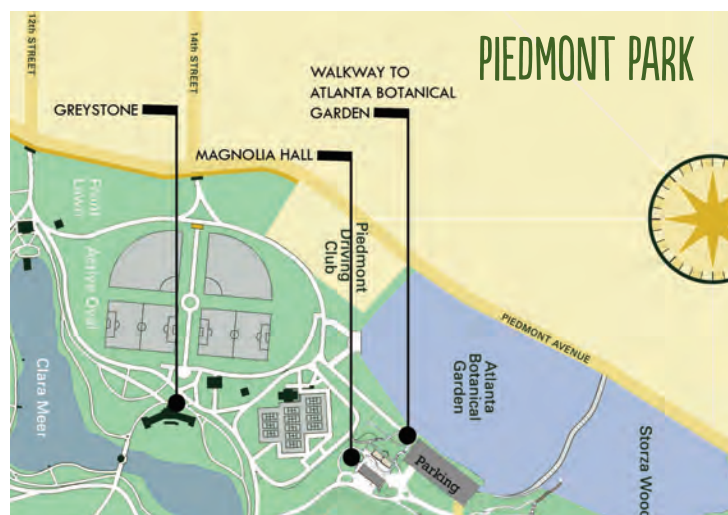 PIEDMONT PARK
12th STREET
14th STREET
WALKWAY TO
ATLANTA BOTANICAL
GARDEN
GREYSTONE
MAGNOLIA HALL
Front
Lawn
Active Oval
Piedmont
Driving
Club
PIEDMONT AVENUE
Clara Meer
Atlanta
Botanical
Garden
Parking
Storza